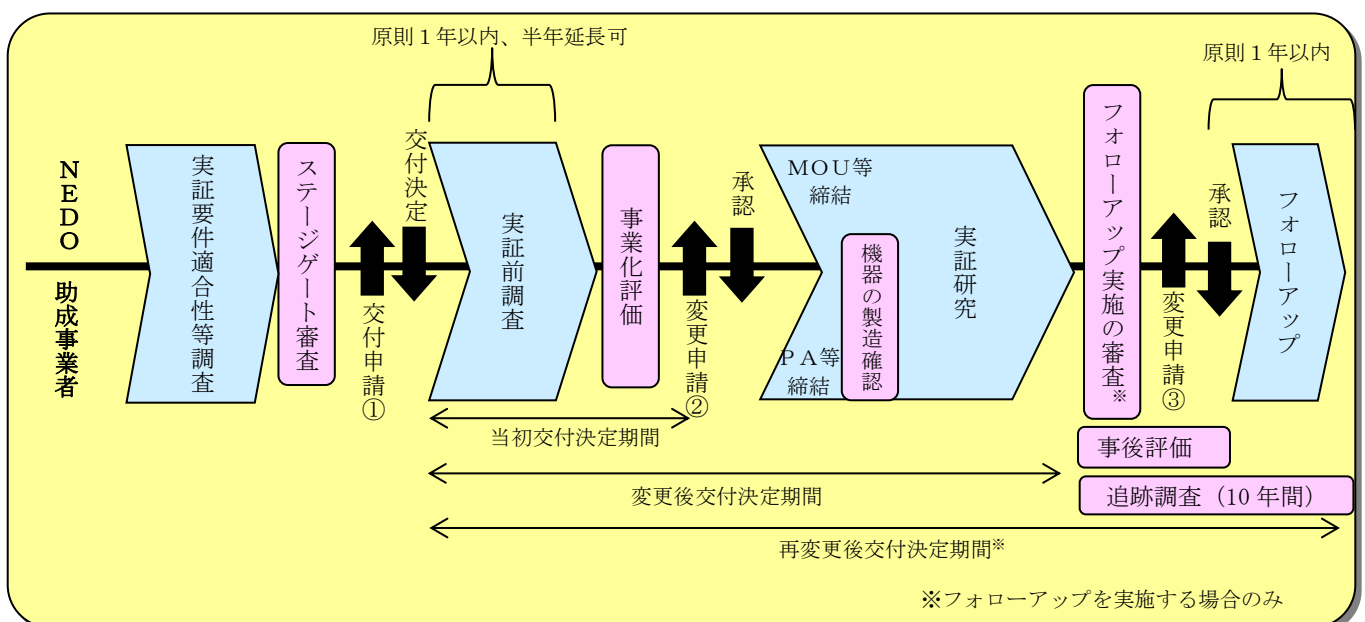 原則１年以内、半年延長可
原則１年以内
NEDO
助成事業者
実証要件適合性等調査
ステージゲート審査
交付申請①
交付決定
実証前調査
事業化評価
変更申請②
承認
MOU等
締結
PA等
締結
機器の製造確認
実証研究
フォローアップ実施の審査※
変更申請③
承認
フォローアップ
当初交付決定期間
変更後交付決定期間
再変更後交付決定期間※
事後評価
追跡調査（10年間）
※フォローアップを実施する場合のみ